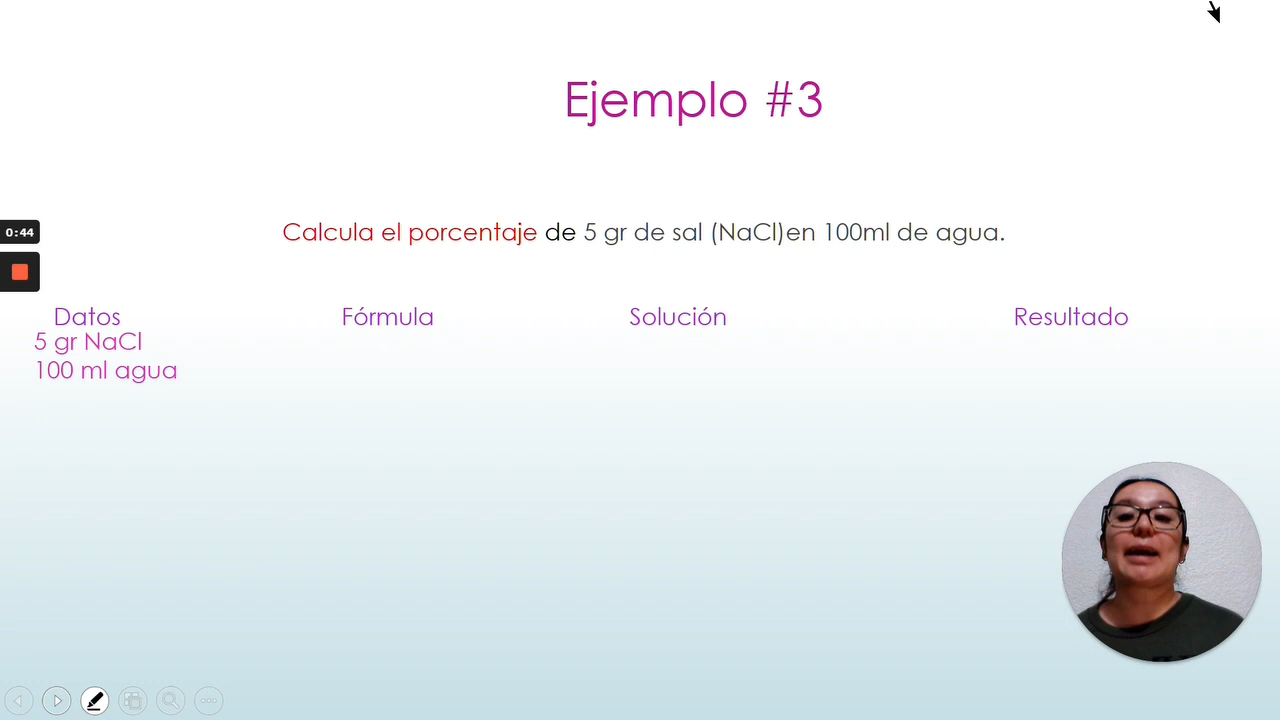 Ejemplo #3
Calcula el porcentaje de 5 gr de sal (NaCl)en 100ml de agua.
0:44
Datos Fórmula Solución Resultado
5 gr NaCl
100 ml agua